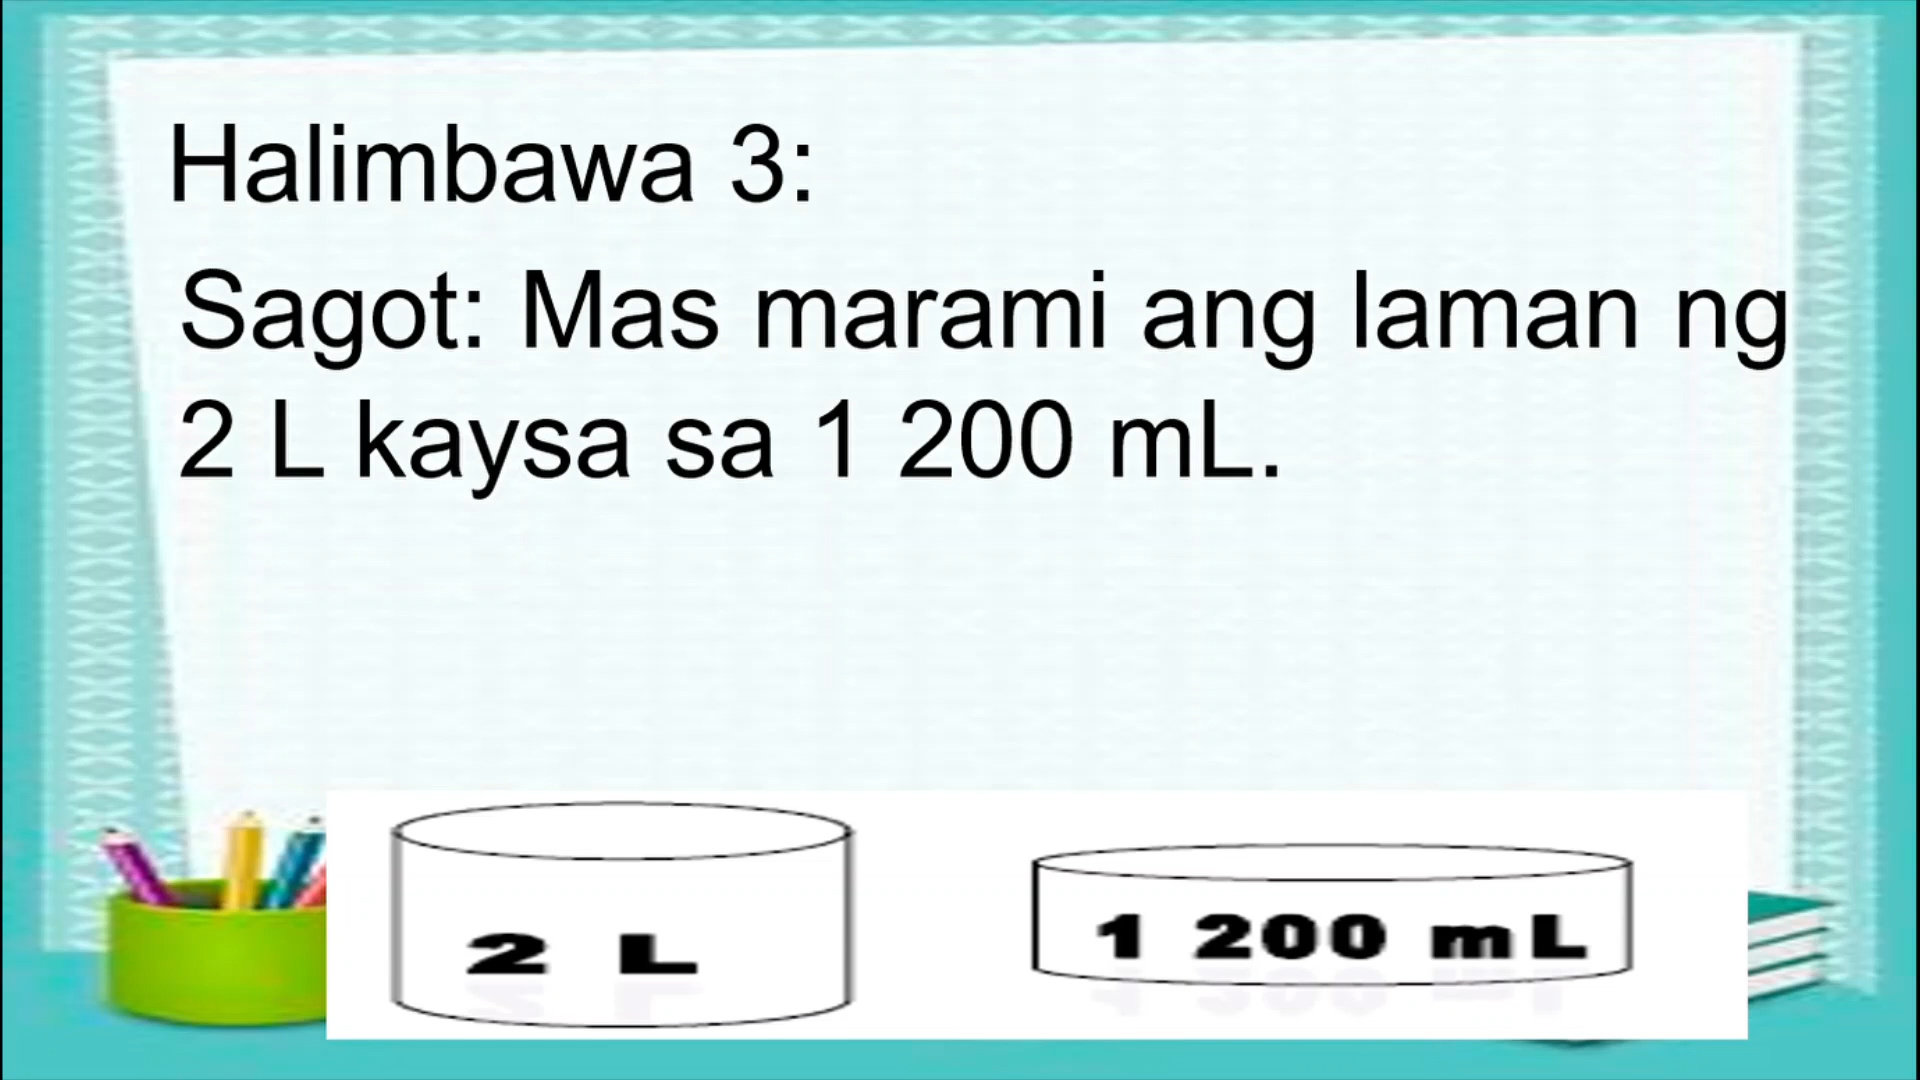 Halimbawa 3:
Sagot: Mas marami ang laman ng
2 L kaysa sa 1 200 mL.
2 L
1 200 mL